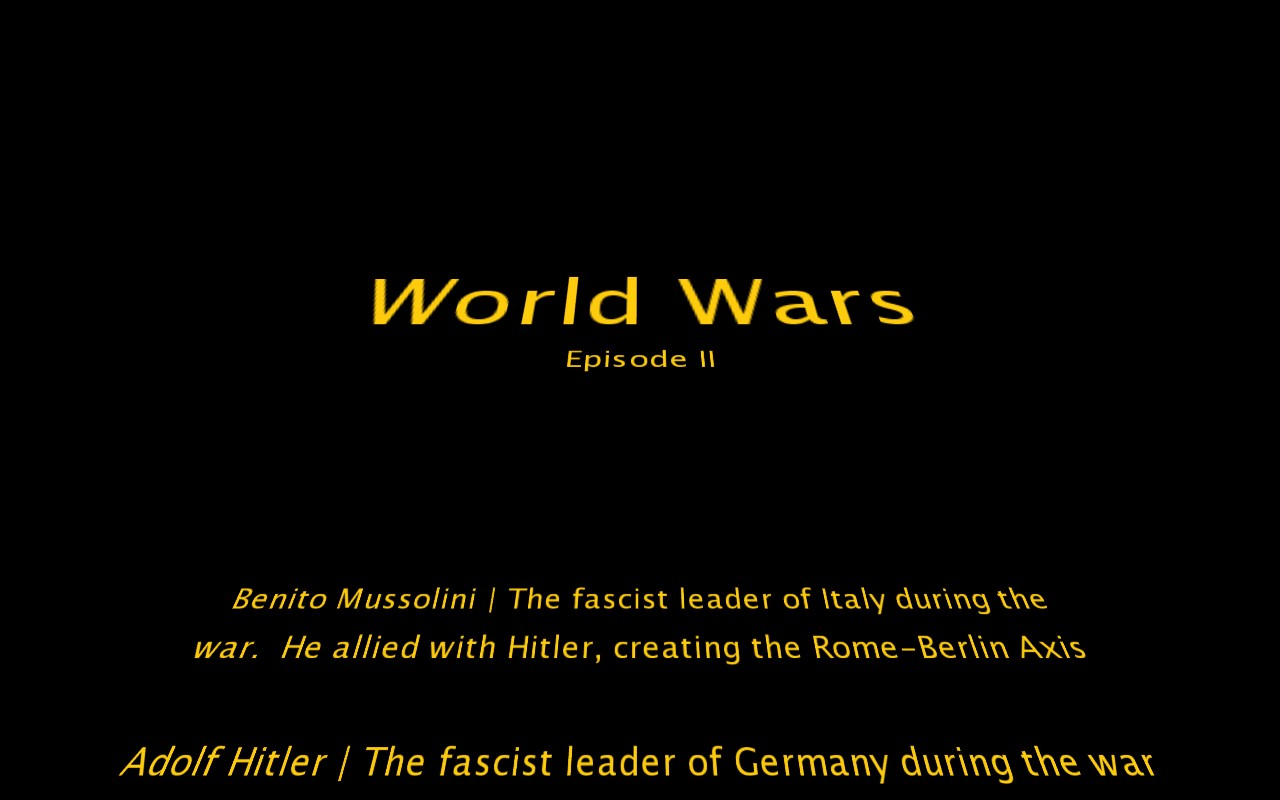 World Wars
Episode II
Benito Mussolini | The fascist leader of Italy during the
war.  He allied with Hitler, creating the Rome-Berlin Axis
Adolf Hitler | The fascist leader of Germany during the war